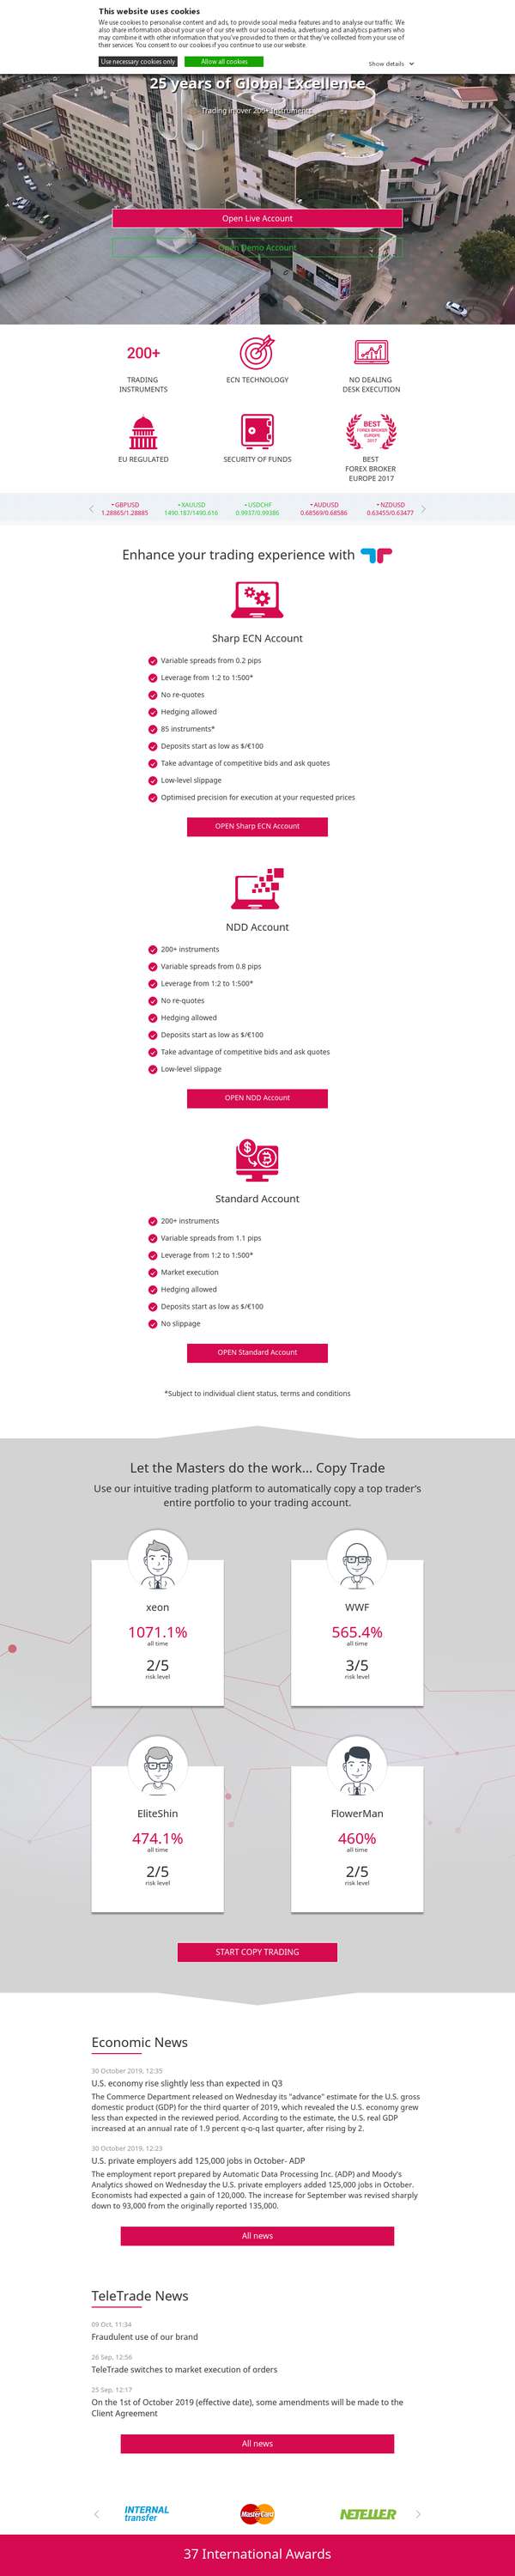 This website uses cookies
We use cookies to personalise content and ads, to provide social media features and to analyse our traffic. We
also share information about your use of our site with our social media, advertising and analytics partners who
may combine it with other information that you've provided to them or that they've collected from your use of
their services. You consent to our cookies if you continue to use our website.
Use necessary cookies only
Allow all cookies
Show details
25 years of Global Excellence
Trading in over 200+ Instruments
Open Live Account
Open Demo Account
200+
TRADING
INSTRUMENTS
ECN TECHNOLOGY
NO DEALING
DESK EXECUTION
EU REGULATED
SECURITY OF FUNDS
BEST
FOREX BROKER
EUROPE
2017
BEST
FOREX BROKER
EUROPE 2017
GBPUSD
1.28865/1.28885
XAUUSD
1490.187/1490.616
USDCHF
0.9937/0.99386
AUDUSD
0.68569/0.68586
NZDUSD
0.63455/0.63477
Enhance your trading experience with
Sharp ECN Account
Variable spreads from 0.2 pips
Leverage from 1:2 to 1:500*
No re-quotes
Hedging allowed
85 instruments*
Deposits start as low as $/€100
Take advantage of competitive bids and ask quotes
Low-level slippage
Optimised precision for execution at your requested prices
OPEN Sharp ECN Account
NDD Account
200+ instruments
Variable spreads from 0.8 pips
Leverage from 1:2 to 1:500*
No re-quotes
Hedging allowed
Deposits start as low as $/€100
Take advantage of competitive bids and ask quotes
Low-level slippage
OPEN NDD Account
Standard Account
200+ instruments
Variable spreads from 1.1 pips
Leverage from 1:2 to 1:500*
Market execution
Hedging allowed
Deposits start as low as $/€100
No slippage
OPEN Standard Account
*Subject to individual client status, terms and conditions
Let the Masters do the work... Copy Trade
Use our intuitive trading platform to automatically copy a top trader's
entire portfolio to your trading account.
xeon
1071.1%
all time
2/5
risk level
WWF
565.4%
all time
3/5
risk level
EliteShin
474.1%
all time
2/5
risk level
FlowerMan
460%
all time
2/5
risk level
START COPY TRADING
Economic News
30 October 2019, 12:35
U.S. economy rise slightly less than expected in Q3
The Commerce Department released on Wednesday its "advance" estimate for the U.S. gross
domestic product (GDP) for the third quarter of 2019, which revealed the U.S. economy grew
less than expected in the reviewed period. According to the estimate, the U.S. real GDP
increased at an annual rate of 1.9 percent q-o-q last quarter, after rising by 2.
30 October 2019, 12:23
U.S. private employers add 125,000 jobs in October- ADP
The employment report prepared by Automatic Data Processing Inc. (ADP) and Moody's
Analytics showed on Wednesday the U.S. private employers added 125,000 jobs in October.
Economists had expected a gain of 120,000. The increase for September was revised sharply
down to 93,000 from the originally reported 135,000.
All news
TeleTrade News
09 Oct, 11:34
Fraudulent use of our brand
26 Sep, 12:56
TeleTrade switches to market execution of orders
25 Sep, 12:17
On the 1st of October 2019 (effective date), some amendments will be made to the
Client Agreement
All news
INTERNAL
transfer
MasterCard
NETELLER
37 International Awards